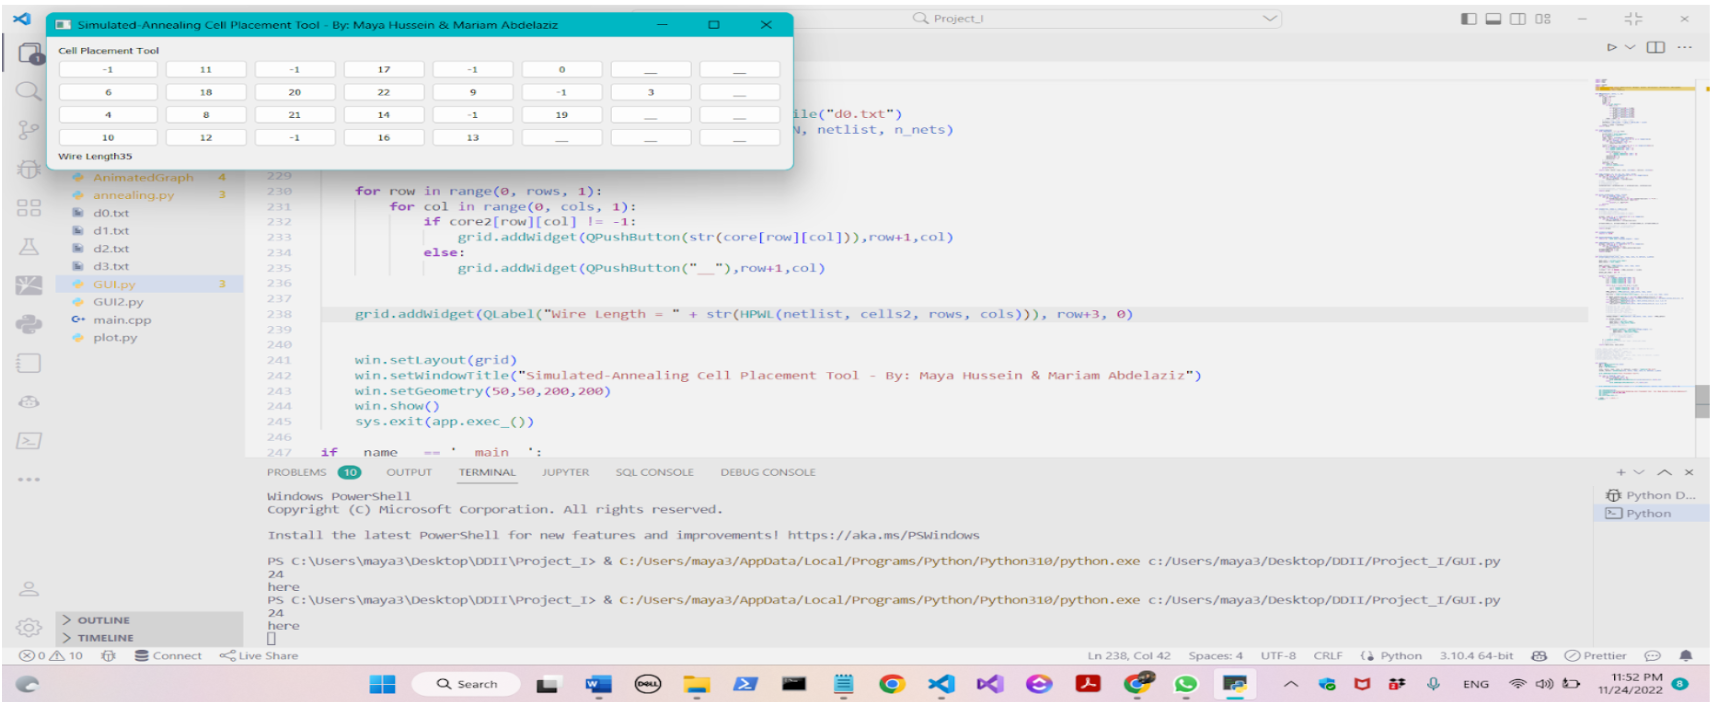 Simulated-Annealing Cell Placement Tool - By: Maya Hussein & Mariam Abdelaziz
Project_I
Cell Placement Tool
-1 11 -1 17 -1 0 __ __
6 18 20 22 9 -1 3 __
4 8 21 14 -1 19 __ __
10 12 -1 16 13 __ __ __
Wire Length35
ile("d0.txt")
N, netlist, n_nets)
AnimatedGraph 4
annealing.py 3
d0.txt
d1.txt
d2.txt
d3.txt
GUI.py 3
GUI2.py
main.cpp
plot.py
OUTLINE
TIMELINE
229
230 for row in range(0, rows, 1):
231 for col in range(0, cols, 1):
232 if core2[row][col] != -1:
233 grid.addWidget(QPushButton(str(core[row][col])),row+1,col)
234 else:
235 grid.addWidget(QPushButton("__"),row+1,col)
236
237
238 grid.addWidget(QLabel("Wire Length = " + str(HPWL(netlist, cells2, rows, cols))), row+3, 0)
239
240
241 win.setLayout(grid)
242 win.setWindowTitle("Simulated-Annealing Cell Placement Tool - By: Maya Hussein & Mariam Abdelaziz")
243 win.setGeometry(50,50,200,200)
244 win.show()
245 sys.exit(app.exec_())
246
247 if __name__ == '__main__':
PROBLEMS 10 OUTPUT TERMINAL JUPYTER SQL CONSOLE DEBUG CONSOLE
Windows PowerShell
Copyright (C) Microsoft Corporation. All rights reserved.
Install the latest PowerShell for new features and improvements! https://aka.ms/PSWindows
PS C:\Users\maya3\Desktop\DDII\Project_I> & C:/Users/maya3/AppData/Local/Programs/Python/Python310/python.exe c:/Users/maya3/Desktop/DDII/Project_I/GUI.py
24
here
PS C:\Users\maya3\Desktop\DDII\Project_I> & C:/Users/maya3/AppData/Local/Programs/Python/Python310/python.exe c:/Users/maya3/Desktop/DDII/Project_I/GUI.py
24
here
Python D...
Python
0 10 Connect Live Share
Ln 238, Col 42 Spaces: 4 UTF-8 CRLF Python 3.10.4 64-bit Prettier
Search
DELL
ENG
11:52 PM
11/24/2022
8